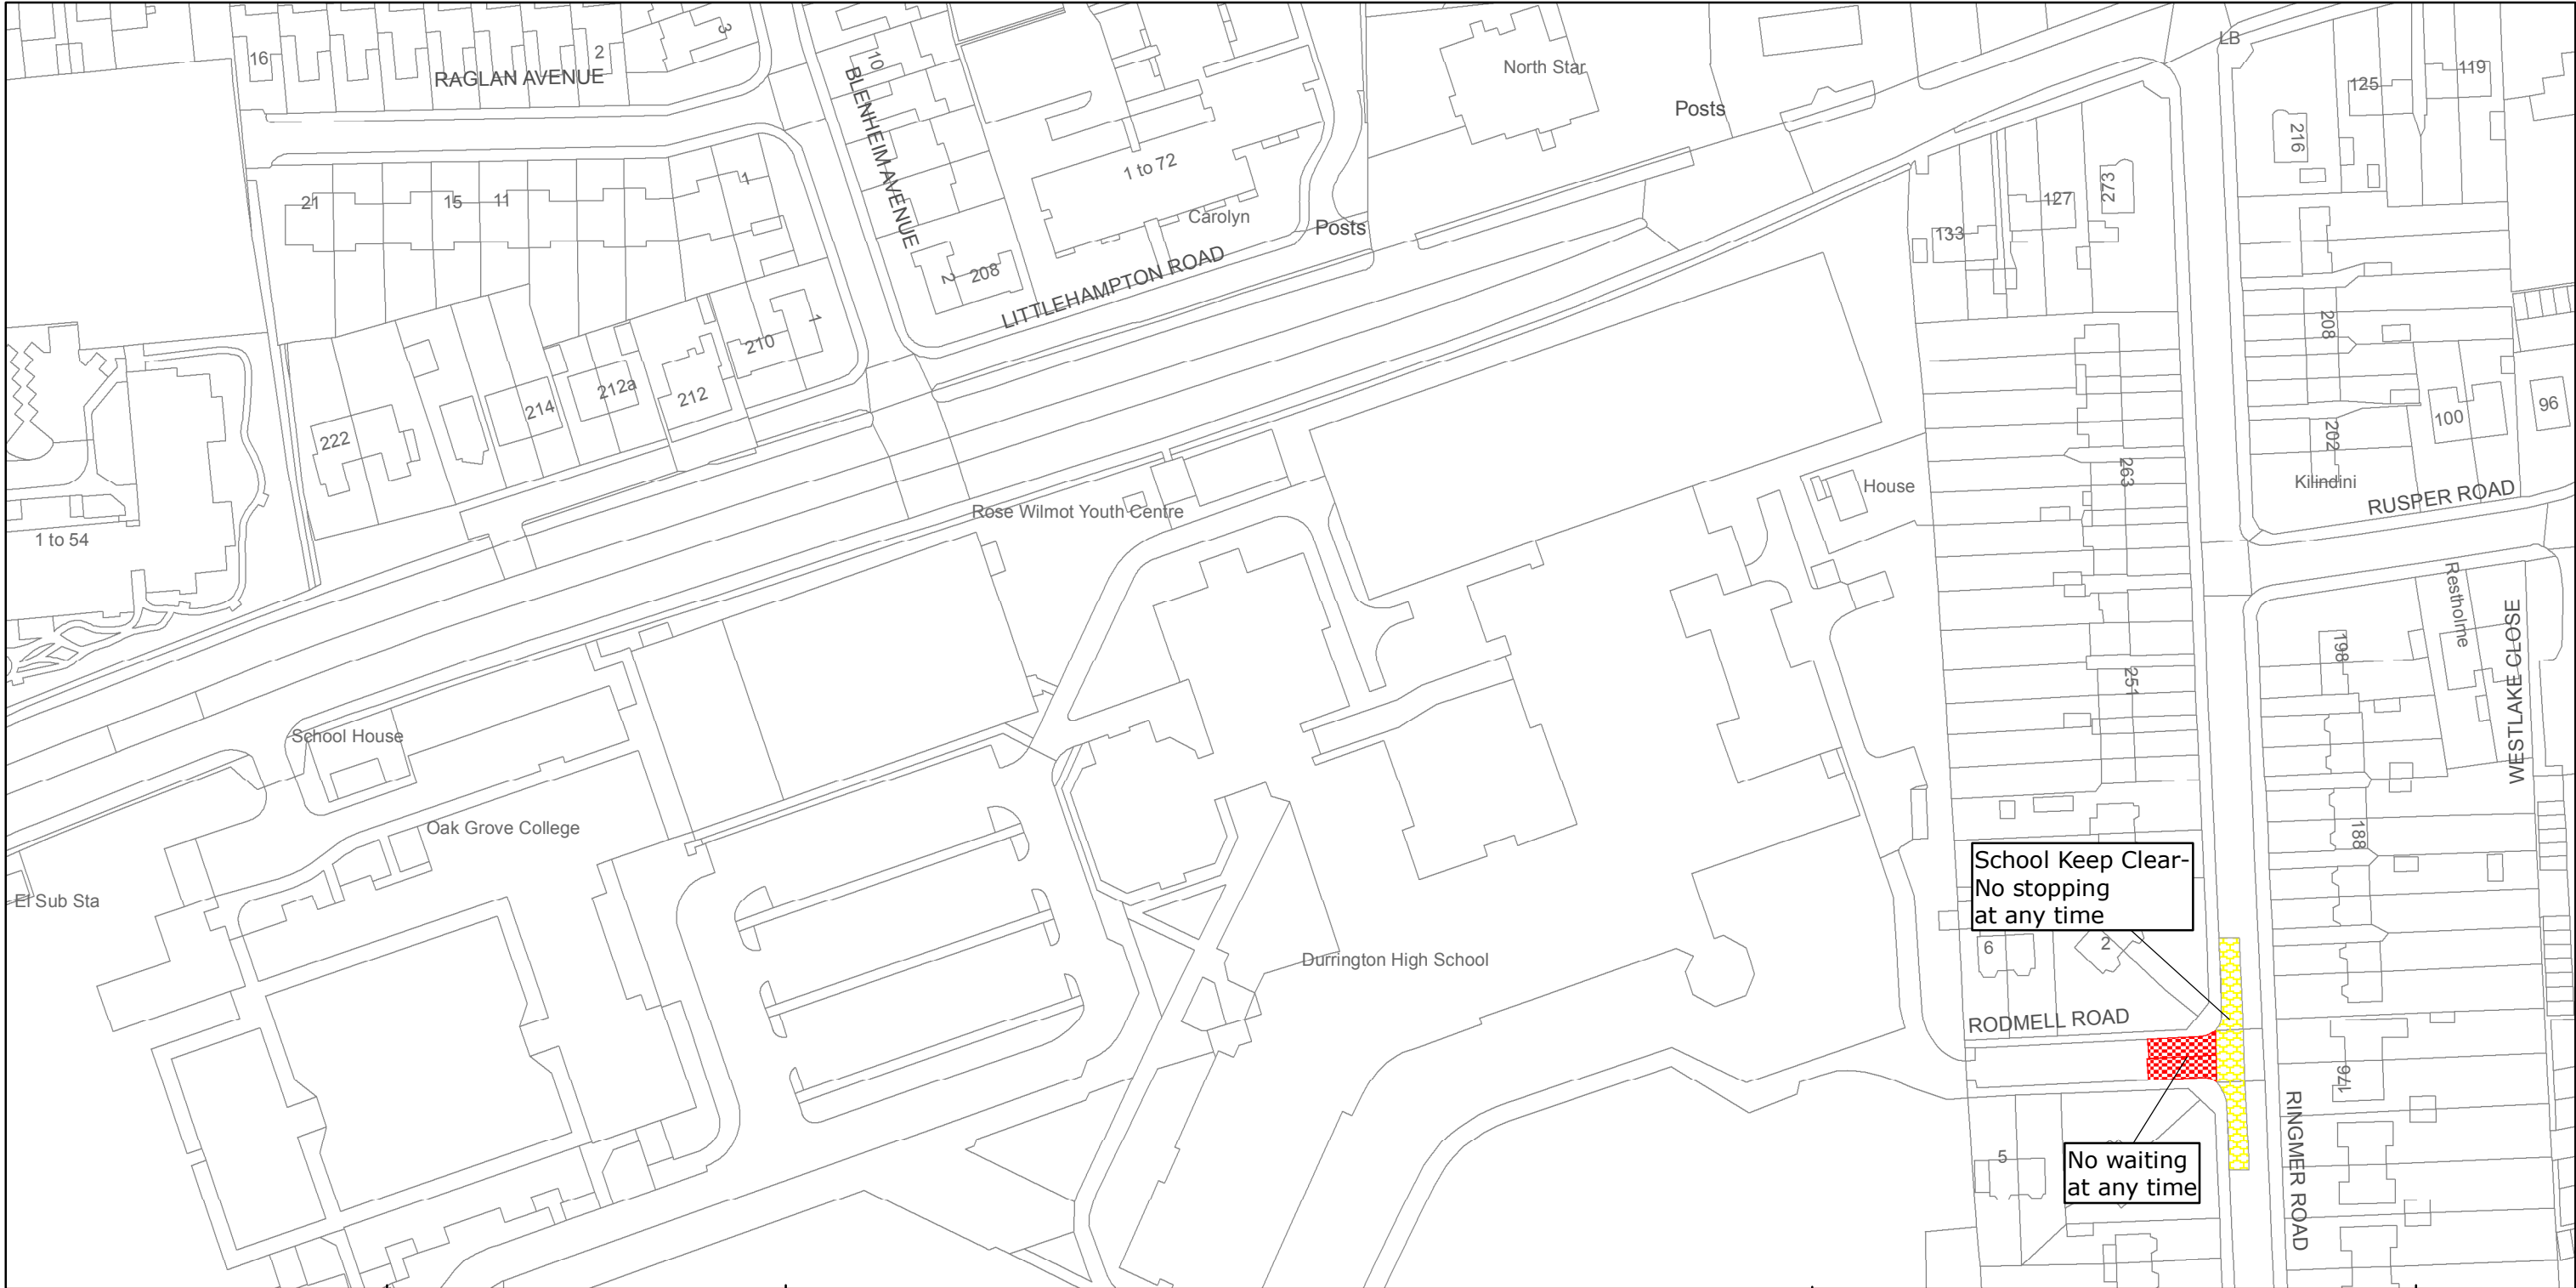 16
2
3
RAGLAN AVENUE
10
BLENHEIM AVENUE
North Star
Posts
LB
125
119
216
1 to 72
21
15
11
1
Carolyn
Posts
133
127
273
2
208
LITTLEHAMPTON ROAD
1
210
212a
212
214
222
208
202
100
96
Kilindini
RUSPER ROAD
263
House
Rose Wilmot Youth Centre
1 to 54
Restholme
198
WESTLAKE CLOSE
251
School House
Oak Grove College
188
El Sub Sta
School Keep Clear-
No stopping
at any time
6
2
Durrington High School
RODMELL ROAD
176
RINGMER ROAD
5
No waiting
at any time